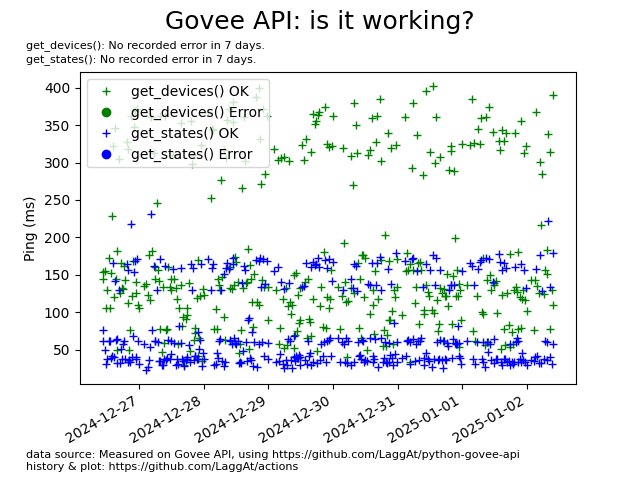 Govee API: is it working?
get_devices(): No recorded error in 7 days.
get_states(): No recorded error in 7 days.
get_devices() OK
get_devices() Error
get_states() OK
get_states() Error
Ping (ms)
400
350
300
250
200
150
100
50
2024-12-27
2024-12-28
2024-12-29
2024-12-30
2024-12-31
2025-01-01
2025-01-02
data source: Measured on Govee API, using https://github.com/LaggAt/python-govee-api
history & plot: https://github.com/LaggAt/actions